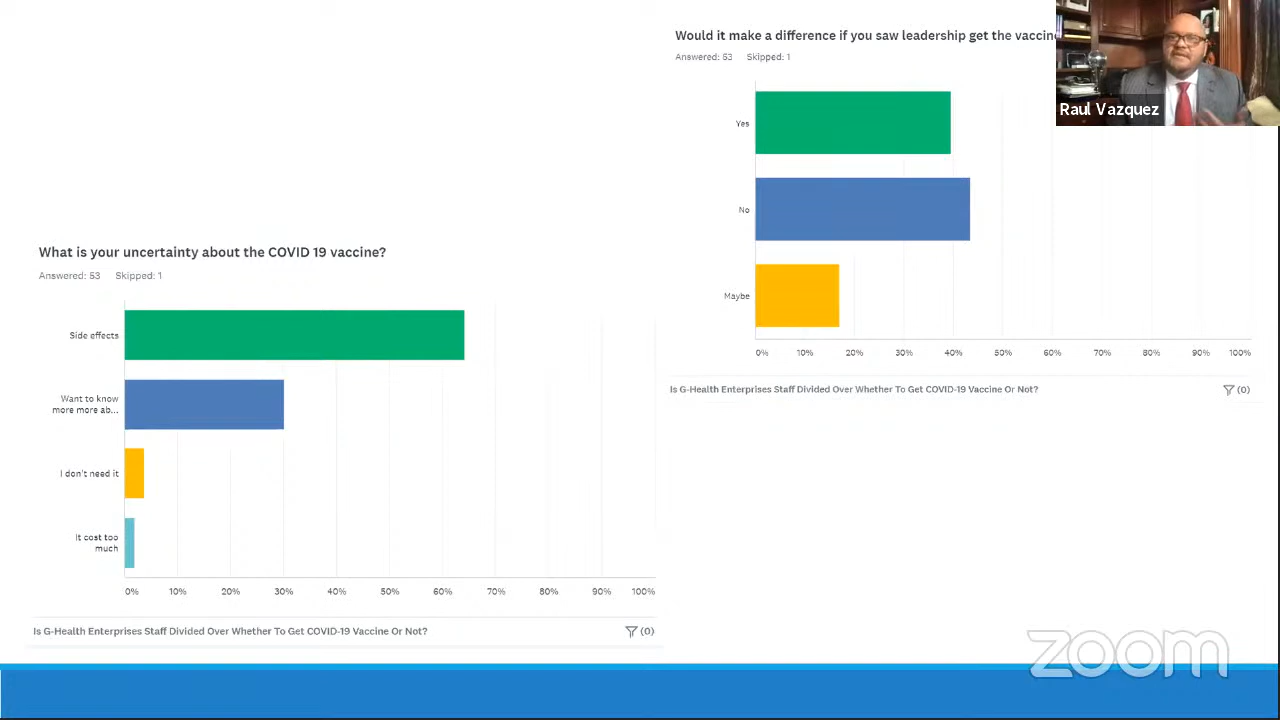 What is your uncertainty about the COVID 19 vaccine?
Answered: 53 Skipped: 1
Side effects
Want to know
more more ab...
I don't need it
It cost too
much
0% 10% 20% 30% 40% 50% 60% 70% 80% 90% 100%
Is G-Health Enterprises Staff Divided Over Whether To Get COVID-19 Vaccine Or Not?
(0)
Would it make a difference if you saw leadership get the vaccin
Answered: 53 Skipped: 1
Yes
No
Maybe
0% 10% 20% 30% 40% 50% 60% 70% 80% 90% 100%
Is G-Health Enterprises Staff Divided Over Whether To Get COVID-19 Vaccine Or Not?
(0)
Raul Vazquez
zoom